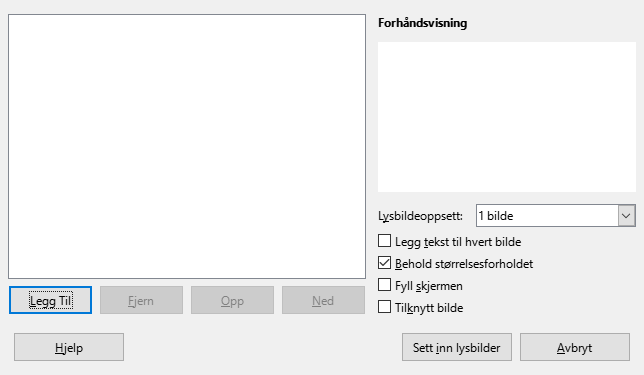 Forhåndsvisning
Lysbildeoppsett: 1 bilde
Legg tekst til hvert bilde
Behold størrelsesforholdet
Fyll skjermen
Tilknytt bilde
Legg Til Fjern Opp Ned
Hjelp Sett inn lysbilder Avbryt